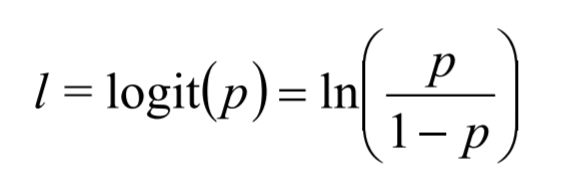 l = logit(p) = ln(p / 1 − p)